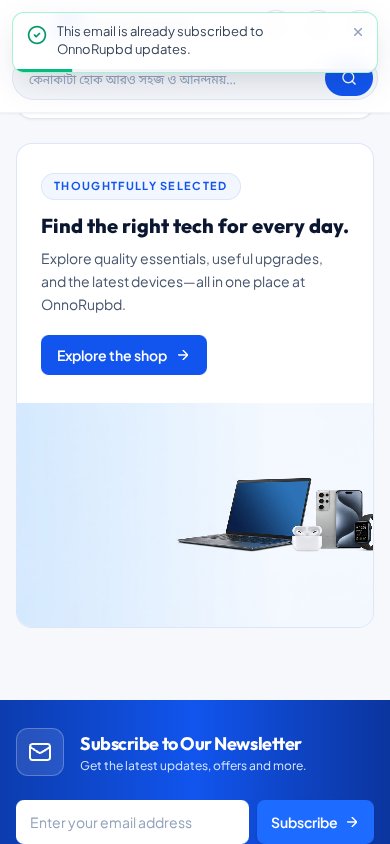 This email is already subscribed to
OnnoRupbd updates.
কেনাকাটা হোক আরও সহজ ও আনন্দময়...
THOUGHTFULLY SELECTED
Find the right tech for every day.
Explore quality essentials, useful upgrades,
and the latest devices—all in one place at
OnnoRupbd.
Explore the shop
Subscribe to Our Newsletter
Get the latest updates, offers and more.
Enter your email address
Subscribe